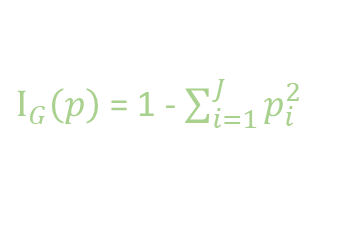 I_G(p) = 1 - ∑_{i=1}^{J} p_i^2